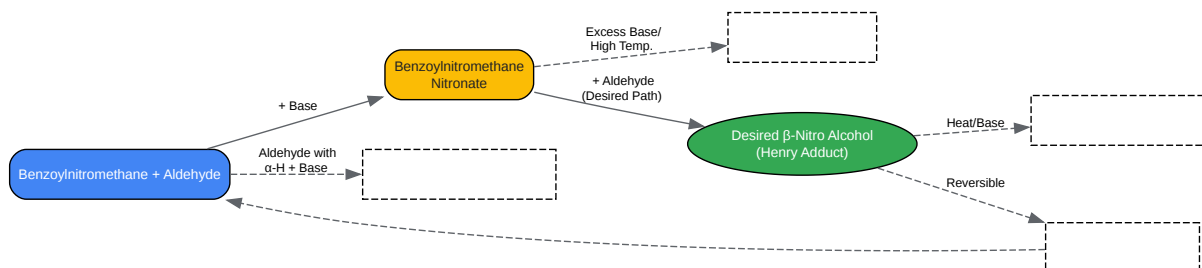 Excess Base/
High Temp.
Benzoylnitromethane
Nitronate
+ Aldehyde
(Desired Path)
+ Base
Desired β-Nitro Alcohol
(Henry Adduct)
Heat/Base
Aldehyde with
α-H + Base
Benzoylnitromethane + Aldehyde
Reversible